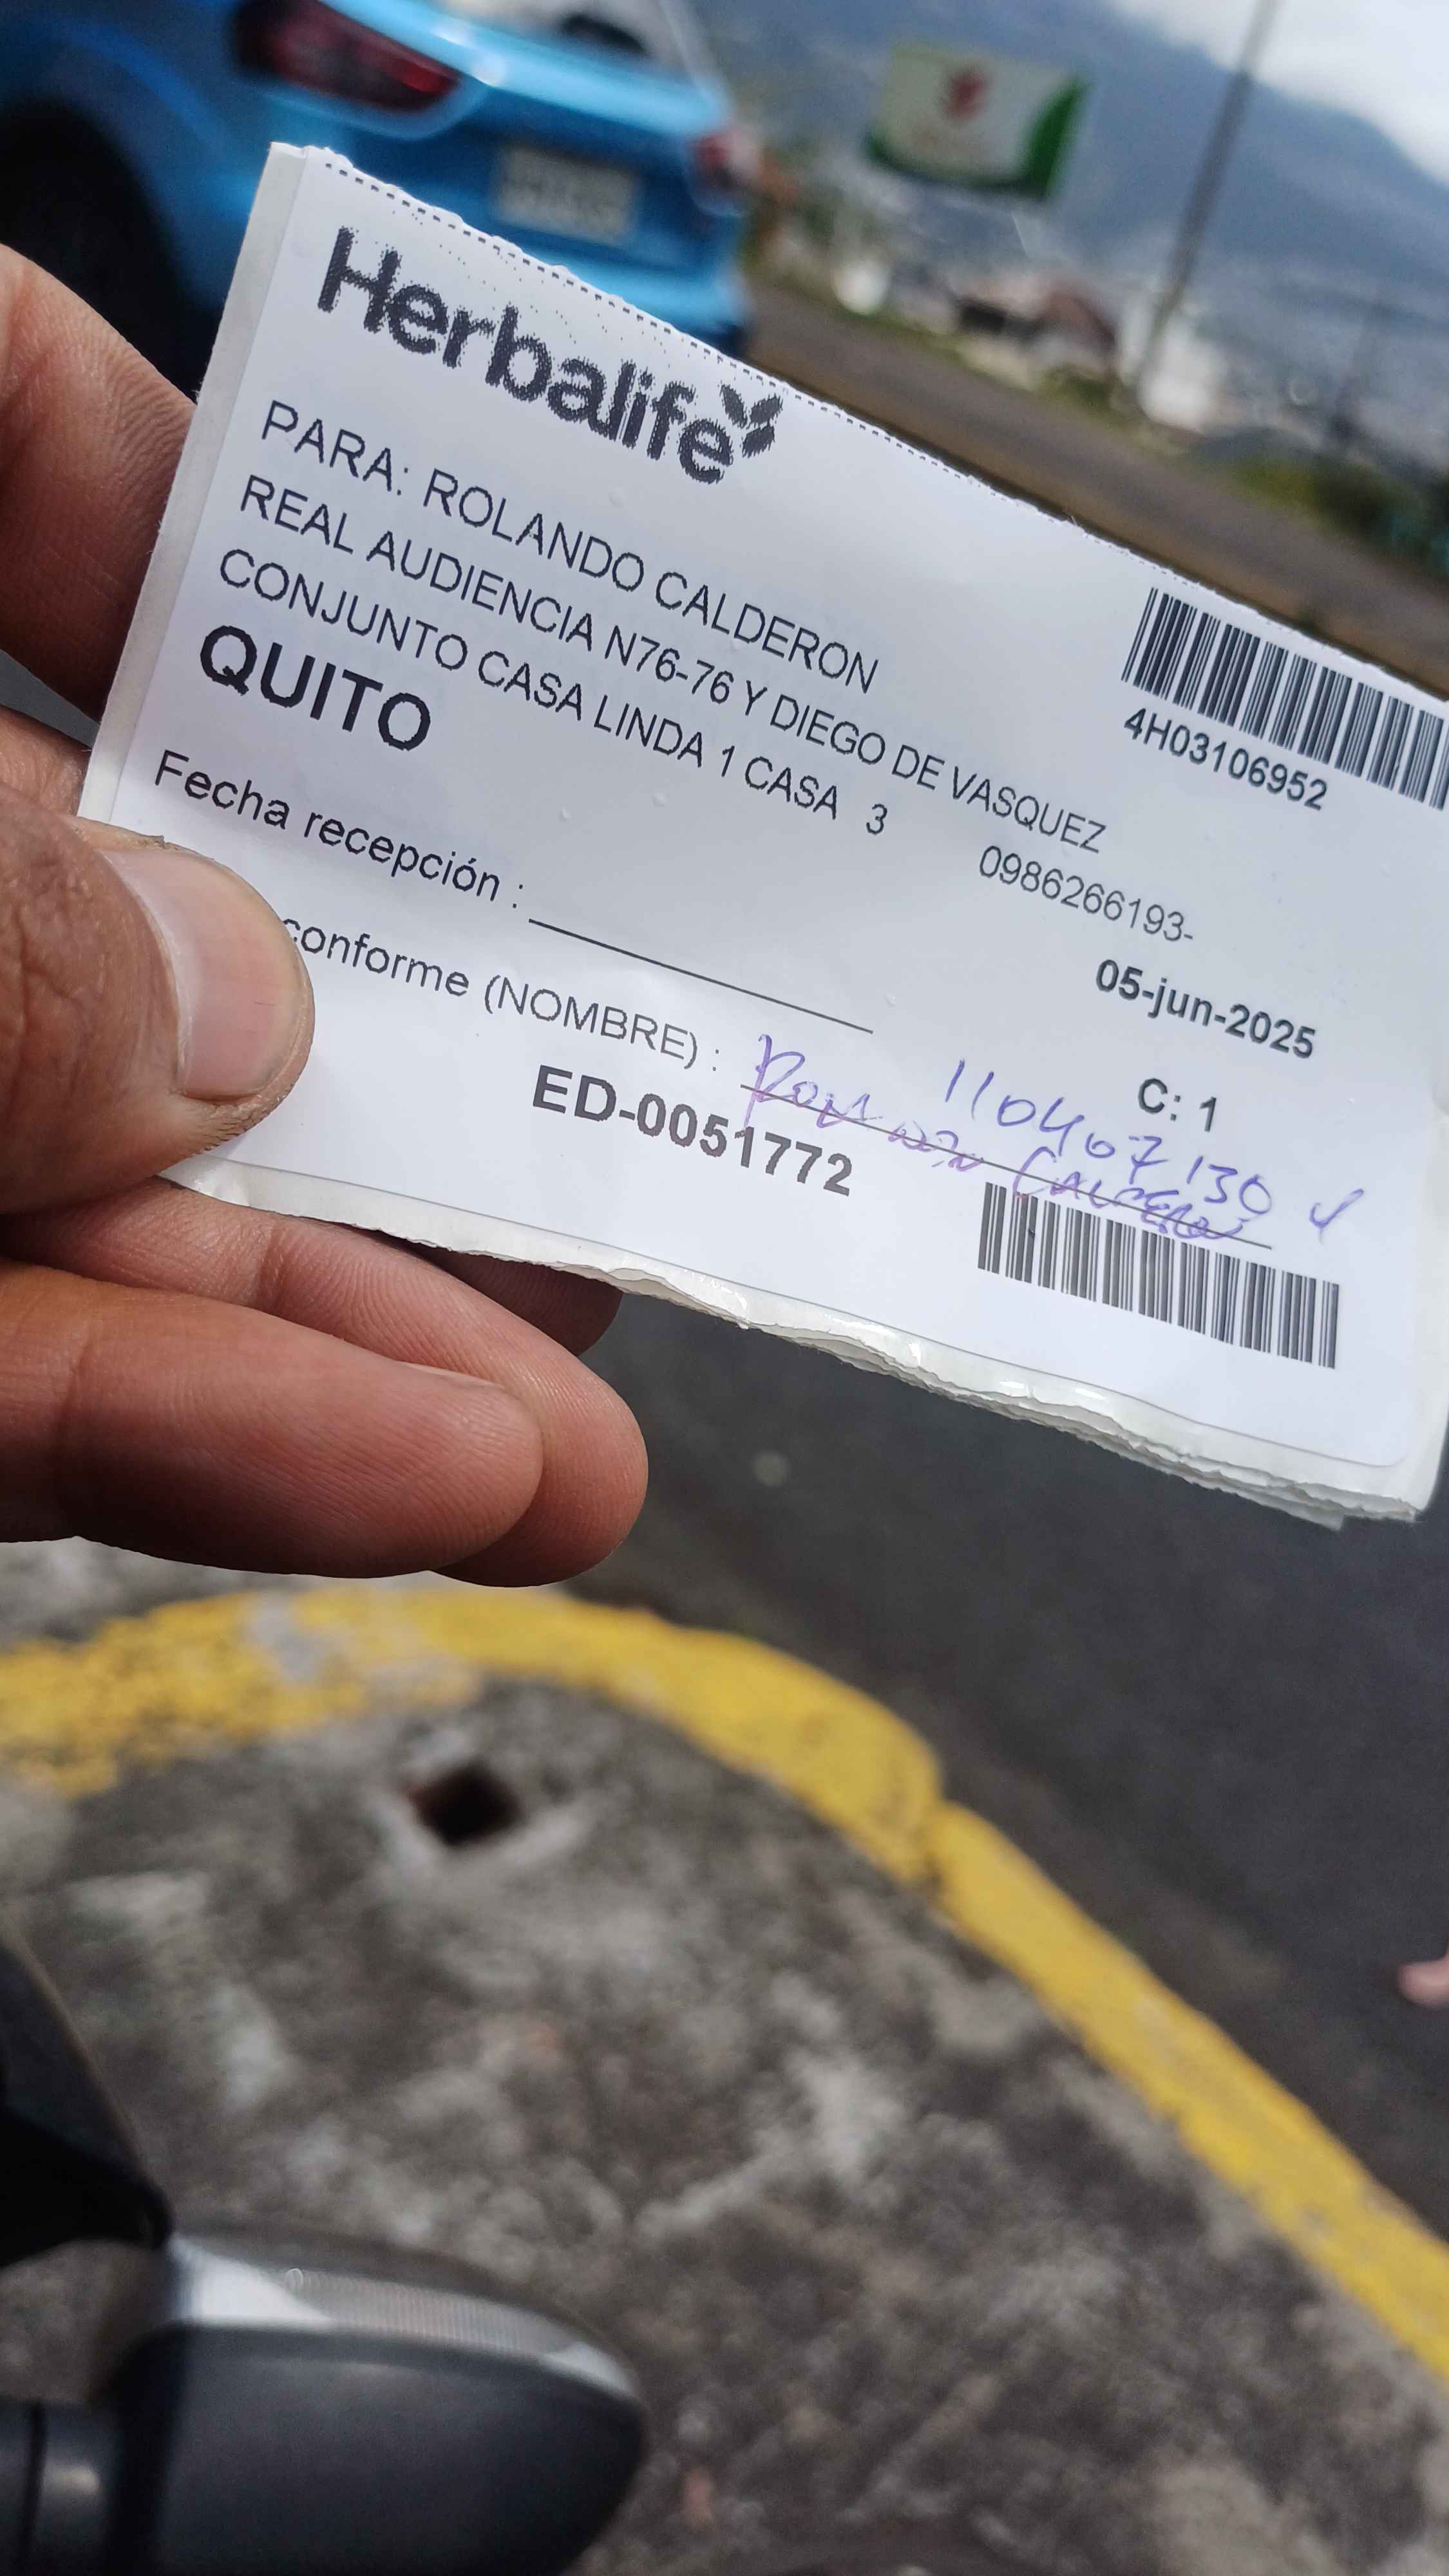 Herbalife
PARA: ROLANDO CALDERON
REAL AUDIENCIA N76-76 Y DIEGO DE VASQUEZ
CONJUNTO CASA LINDA 1 CASA 3
0986266193-
QUITO
4H03106952
05-jun-2025
Fecha recepción :
C: 1
conforme (NOMBRE) :
CALDERON
ED-0051772